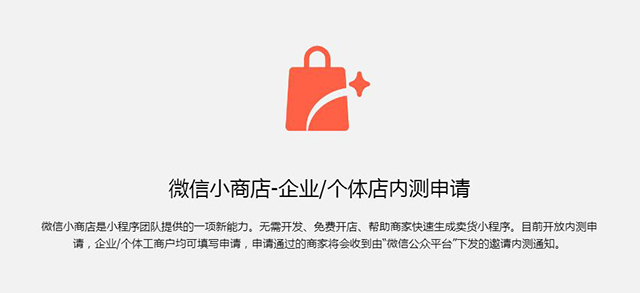 微信小商店-企业/个体店内测申请
微信小商店是小程序团队提供的一项新能力。无需开发、免费开店、帮助商家快速生成卖货小程序。目前开放内测申
请，企业/个体工商户均可填写申请，申请通过的商家将会收到由“微信公众平台”下发的邀请内测通知。